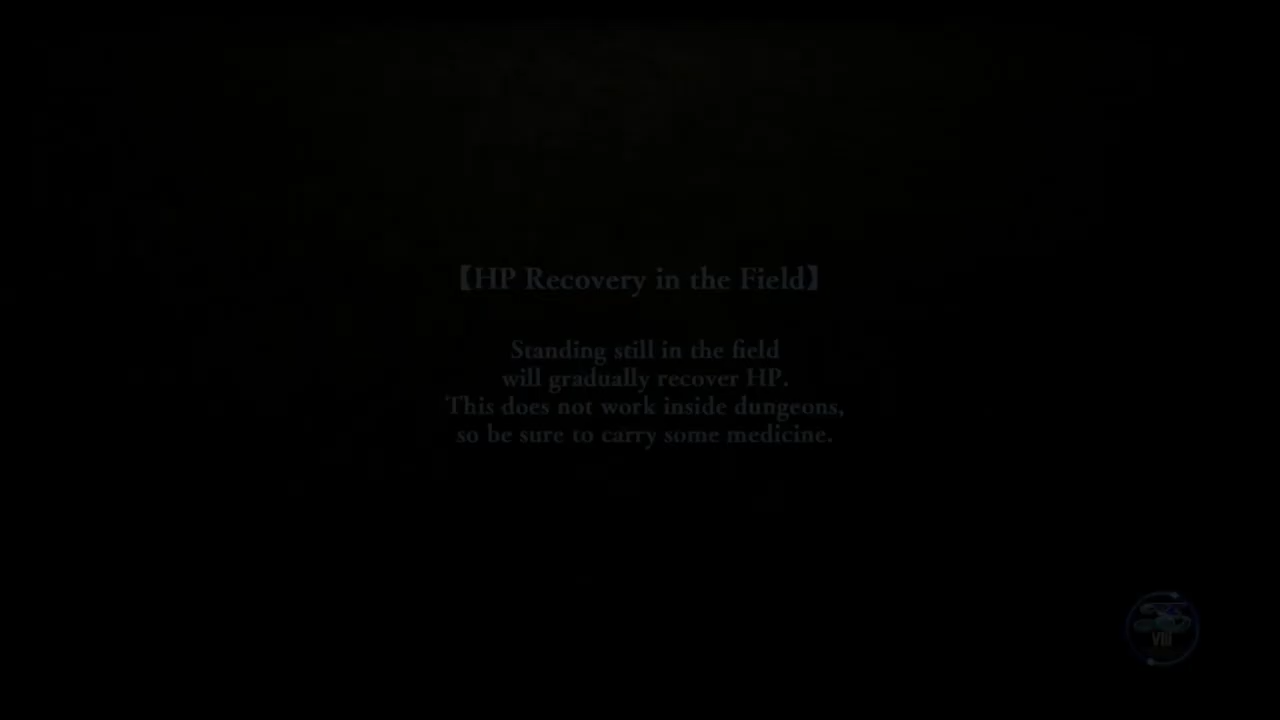 【HP Recovery in the Field】
Standing still in the field
will gradually recover HP.
This does not work inside dungeons,
so be sure to carry some medicine.
VIII